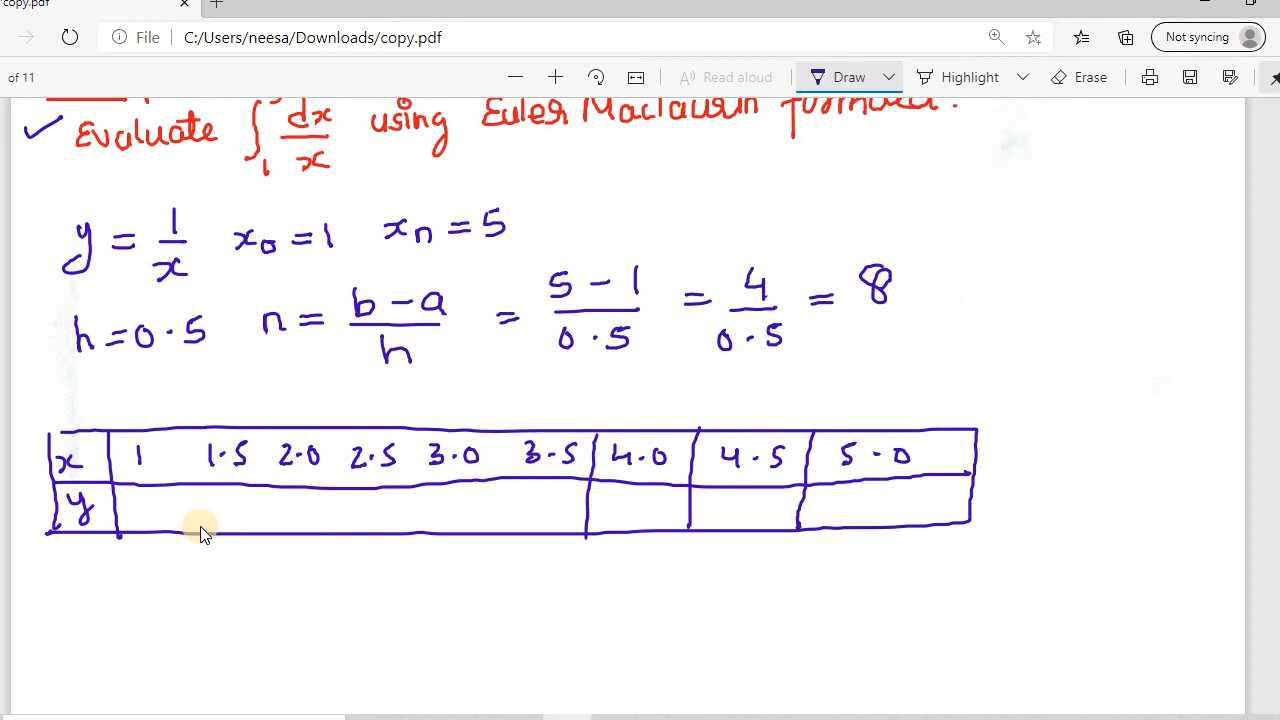 copy.pdf
File C:/Users/neesa/Downloads/copy.pdf Not syncing
of 11 Read aloud Draw Highlight Erase
Evaluate ∫₁⁵ dx/x using Euler Maclaurin formula.
y = 1/x x₀ = 1 xₙ = 5
h = 0.5 n = (b - a)/h = (5 - 1)/0.5 = 4/0.5 = 8
x 1 1.5 2.0 2.5 3.0 3.5 4.0 4.5 5.0
y